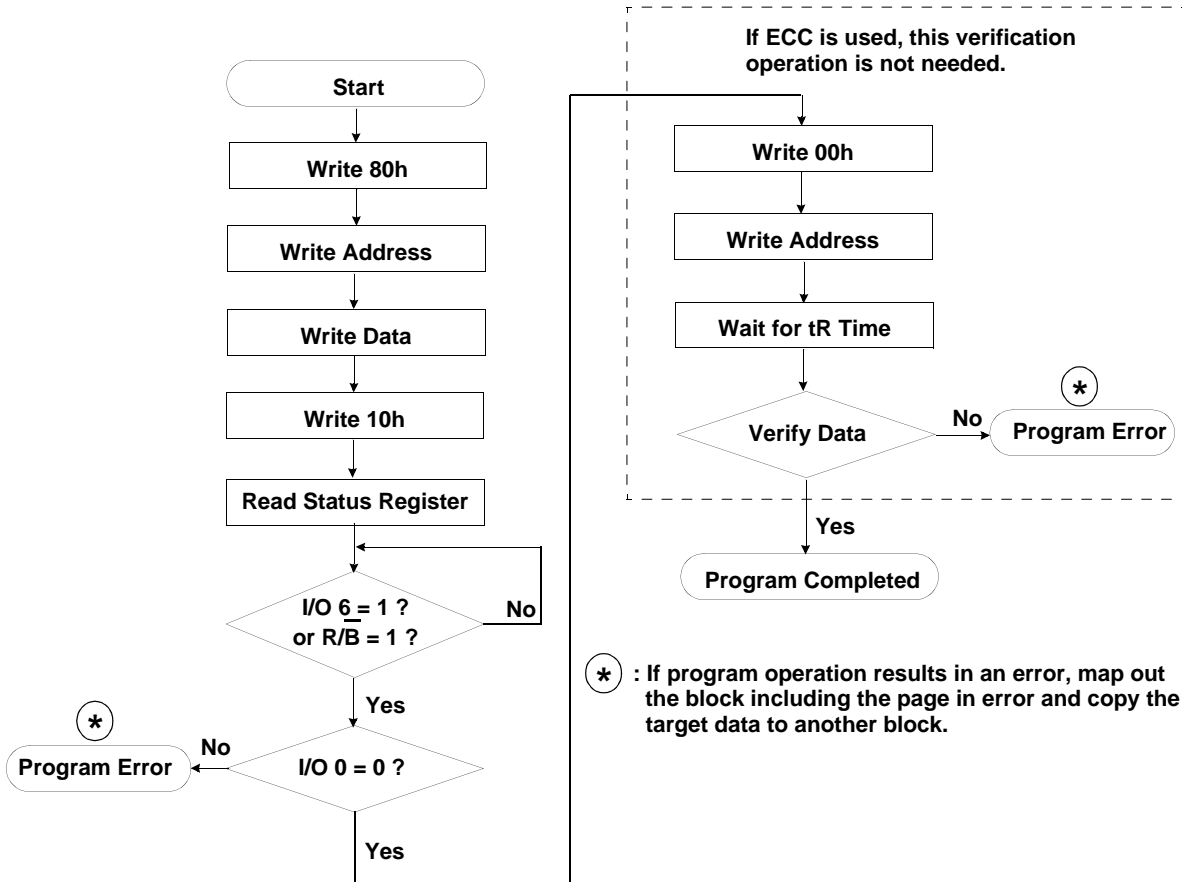 Start
Write 80h
Write Address
Write Data
Write 10h
Read Status Register
I/O 6 = 1 ?
or R/B̅ = 1 ?
No
Yes
*
No
Program Error
I/O 0 = 0 ?
Yes
If ECC is used, this verification
operation is not needed.
Write 00h
Write Address
Wait for tR Time
Verify Data
No
*
Program Error
Yes
Program Completed
* : If program operation results in an error, map out
the block including the page in error and copy the
target data to another block.